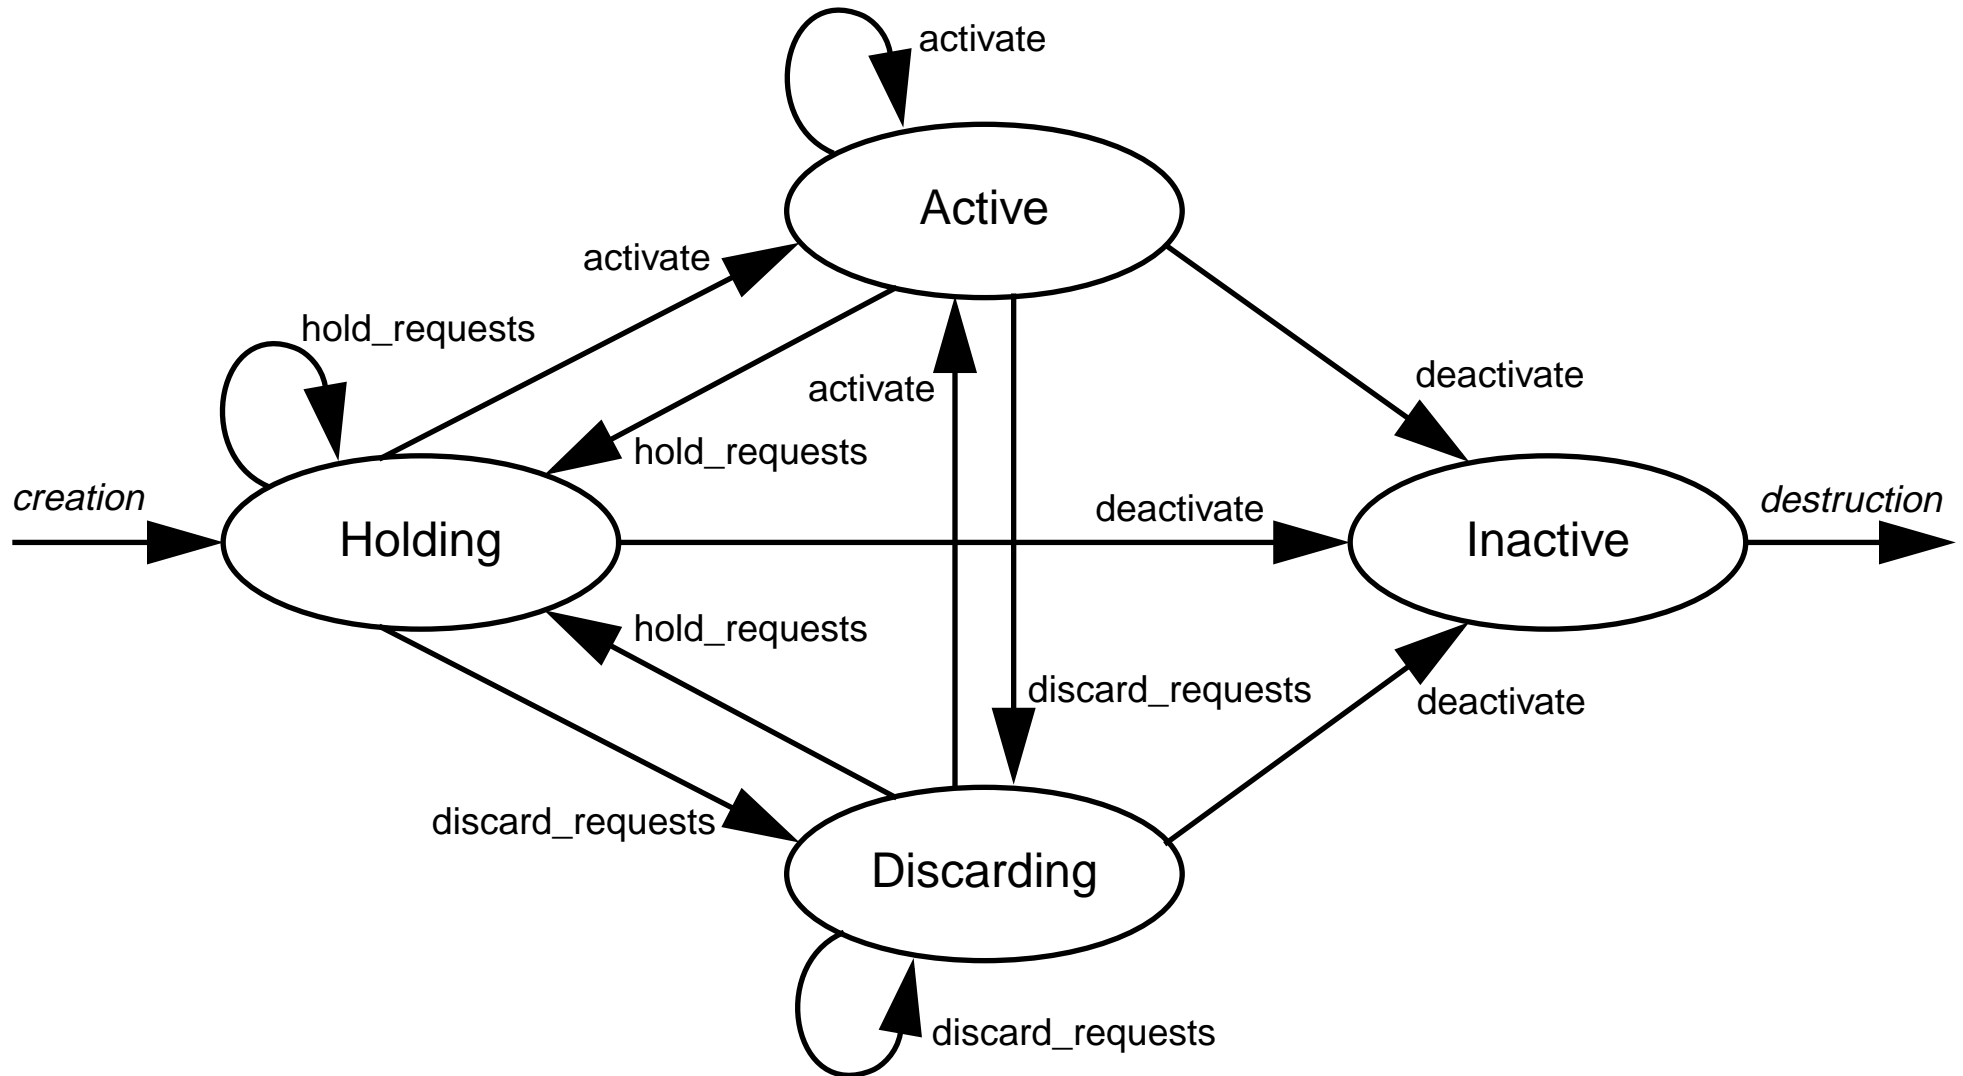 activate
Active
activate
hold_requests
activate
deactivate
hold_requests
creation
deactivate
destruction
Holding
Inactive
hold_requests
discard_requests
deactivate
discard_requests
Discarding
discard_requests